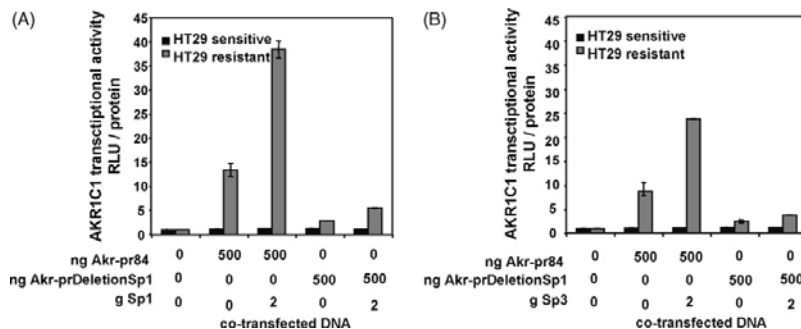 (A)
AKR1C1 transctiptional activity
RLU / protein
45
40
35
30
25
20
15
10
5
0
HT29 sensitive
HT29 resistant
ng Akr-pr84 0 500 500 0 0
ng Akr-prDeletionSp1 0 0 0 500 500
g Sp1 0 0 2 0 2
co-transfected DNA
(B)
AKR1C1 transctiptional activity
RLU / protein
45
40
35
30
25
20
15
10
5
0
HT29 sensitive
HT29 resistant
ng Akr-pr84 0 500 500 0 0
ng Akr-prDeletionSp1 0 0 0 500 500
g Sp3 0 0 2 0 2
co-transfected DNA